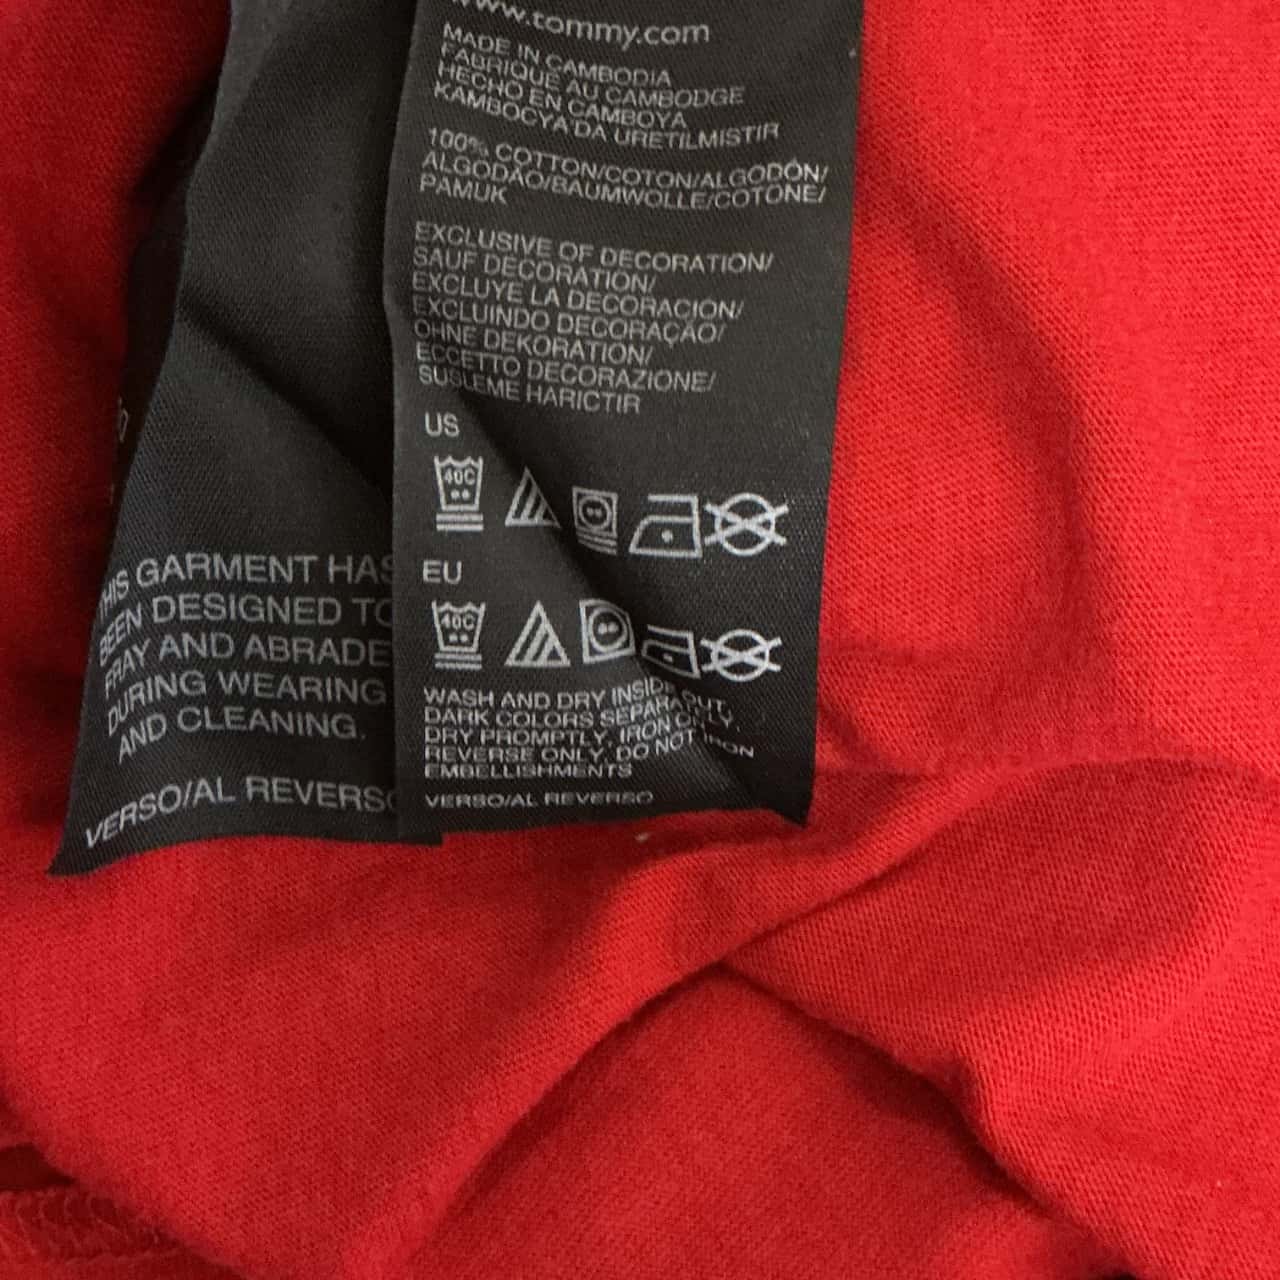 www.tommy.com
MADE IN CAMBODIA
FABRIQUÉ AU CAMBODGE
HECHO EN CAMBOYA
KAMBOCYA'DA URETILMISTIR
100% COTTON/COTON/ALGODÓN/
ALGODÃO/BAUMWOLLE/COTONE/
PAMUK
EXCLUSIVE OF DECORATION/
SAUF DECORATION/
EXCLUYE LA DECORACION/
EXCLUINDO DECORAÇÃO/
OHNE DEKORATION/
ECCETTO DECORAZIONE/
SUSLEME HARICTIR
US
40C
EU
40C
WASH AND DRY INSIDE OUT,
DARK COLORS SEPARATELY,
DRY PROMPTLY, IRON ON
REVERSE ONLY, DO NOT IRON
EMBELLISHMENTS
VERSO/AL REVERSO
THIS GARMENT HAS
BEEN DESIGNED TO
FRAY AND ABRADE
DURING WEARING
AND CLEANING.
VERSO/AL REVERSO